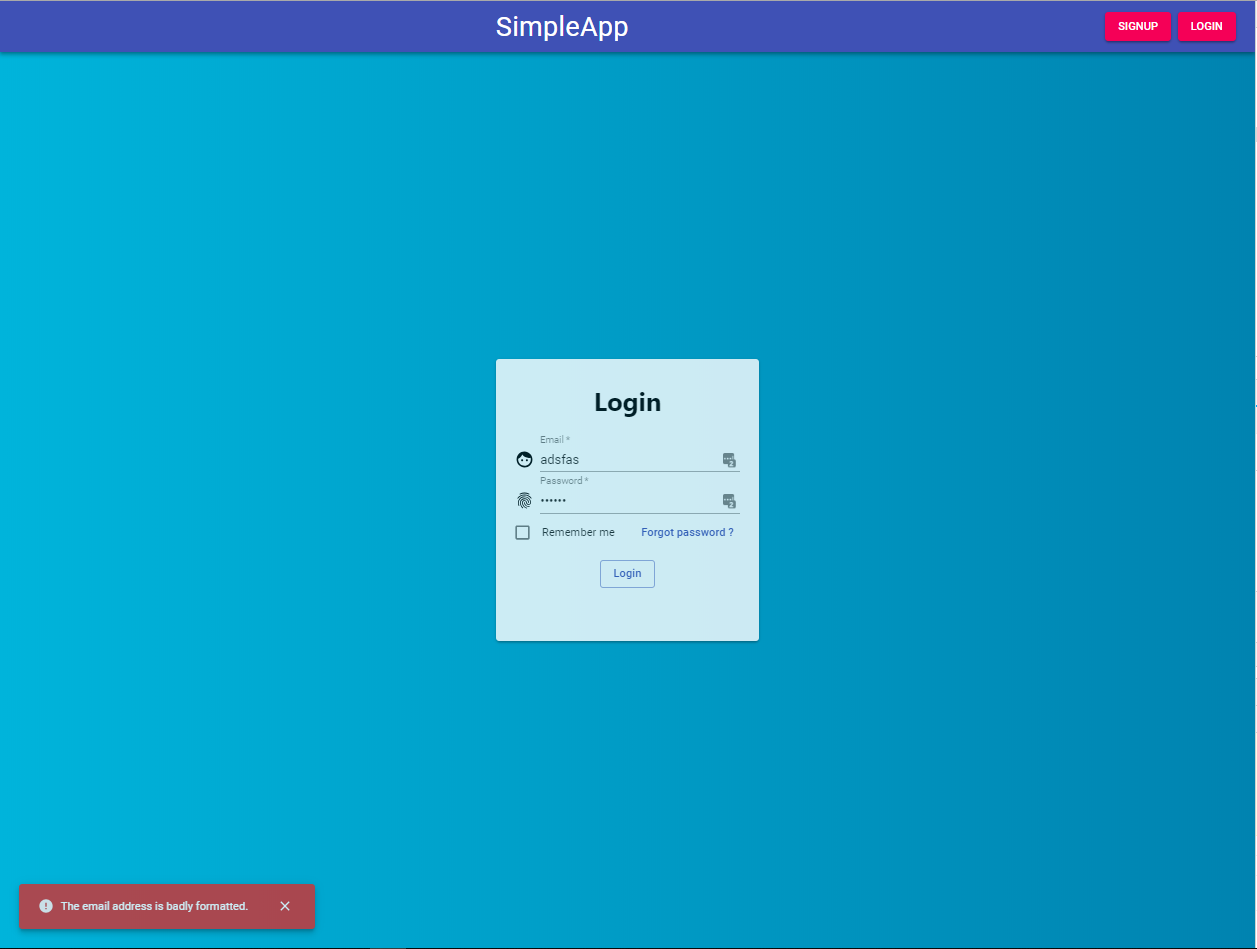 SimpleApp
SIGNUP
LOGIN
Login
Email *
adsfas
Password *
••••••
Remember me
Forgot password ?
Login
The email address is badly formatted.